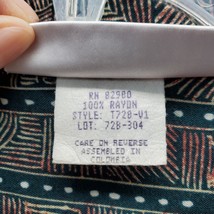 RN 82980
100% RAYON
STYLE: T728-V1
LOT. 728-304
CARE ON REVERSE
ASSEMBLED IN
COLOMBIA